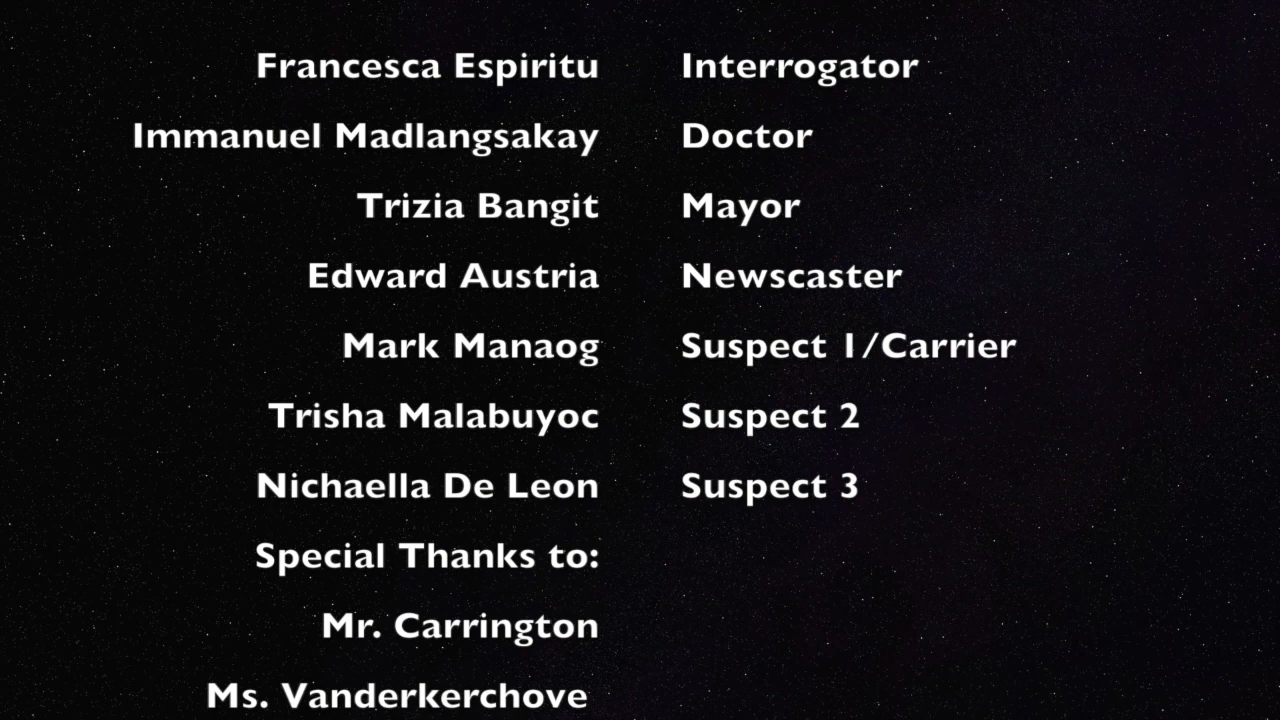 Francesca Espiritu Interrogator
Immanuel Madlangsakay Doctor
Trizia Bangit Mayor
Edward Austria Newscaster
Mark Manaog Suspect 1/Carrier
Trisha Malabuyoc Suspect 2
Nichaella De Leon Suspect 3
Special Thanks to:
Mr. Carrington
Ms. Vanderkerchove